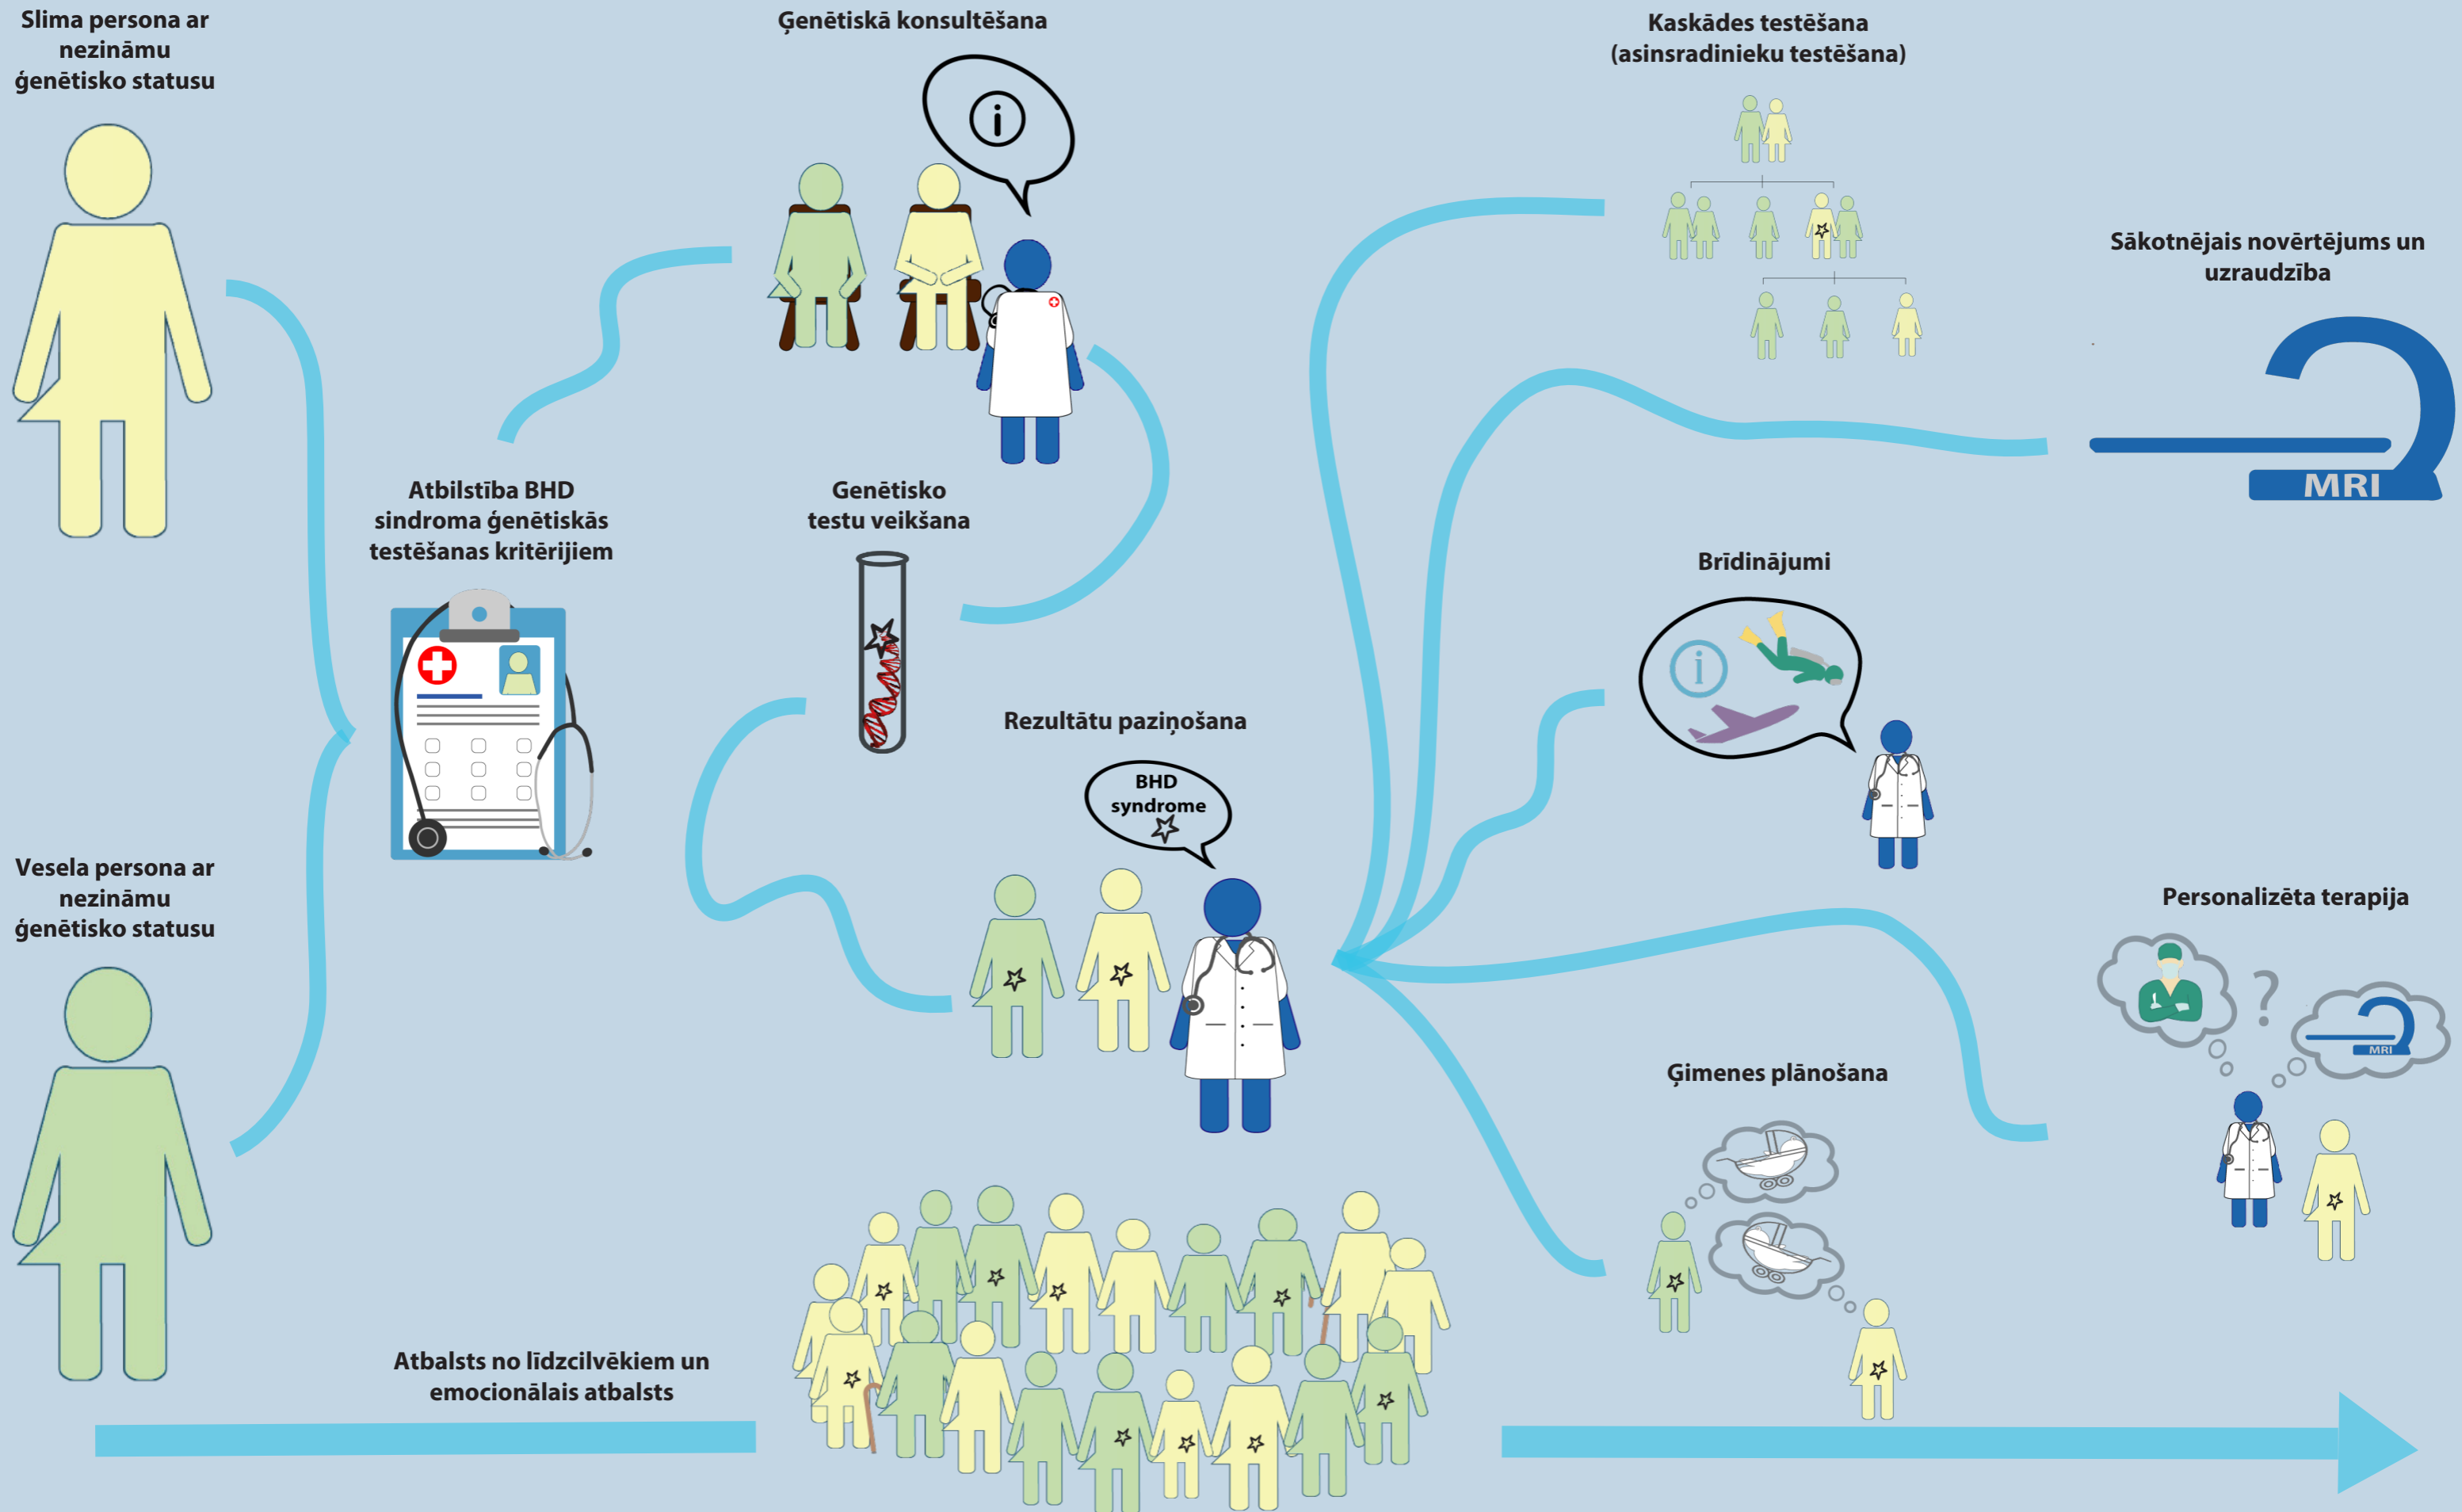 Slima persona ar
nezināmu
ģenētisko statusu
Ģenētiskā konsultēšana
i
Kaskādes testēšana
(asinsradinieku testēšana)
Sākotnējais novērtējums un
uzraudzība
MRI
Atbilstība BHD
sindroma ģenētiskās
testēšanas kritērijiem
Genētisko
testu veikšana
Brīdinājumi
i
Rezultātu paziņošana
BHD
syndrome
Vesela persona ar
nezināmu
ģenētisko statusu
Personalizēta terapija
?
MRI
Ģimenes plānošana
Atbalsts no līdzcilvēkiem un
emocionālais atbalsts